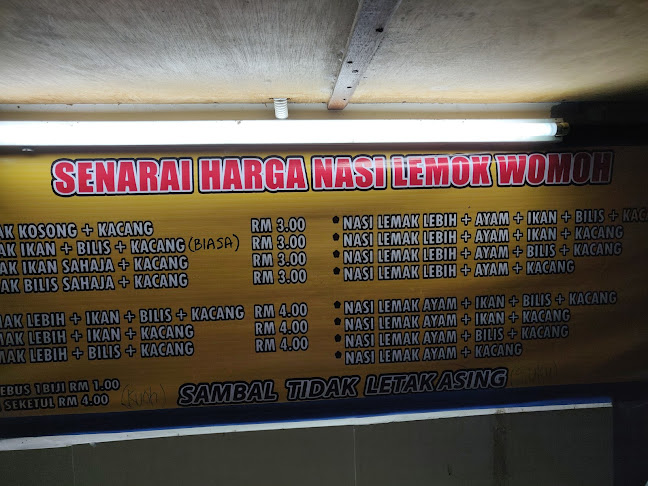 SENARAI HARGA NASI LEMOK WOMOH
AK KOSONG + KACANG RM 3.00
AK IKAN + BILIS + KACANG (BIASA) RM 3.00
AK IKAN SAHAJA + KACANG RM 3.00
AK BILIS SAHAJA + KACANG RM 3.00
MAK LEBIH + IKAN + BILIS + KACANG RM 4.00
MAK LEBIH + IKAN + KACANG RM 4.00
MAK LEBIH + BILIS + KACANG RM 4.00
NASI LEMAK LEBIH + AYAM + IKAN + BILIS + KAC
NASI LEMAK LEBIH + AYAM + IKAN + KACANG
NASI LEMAK LEBIH + AYAM + BILIS + KACANG
NASI LEMAK LEBIH + AYAM + KACANG
NASI LEMAK AYAM + IKAN + BILIS + KACANG
NASI LEMAK AYAM + IKAN + KACANG
NASI LEMAK AYAM + BILIS + KACANG
NASI LEMAK AYAM + KACANG
EBUS 1 BIJI RM 1.00
SEKETUL RM 4.00
SAMBAL TIDAK LETAK ASING